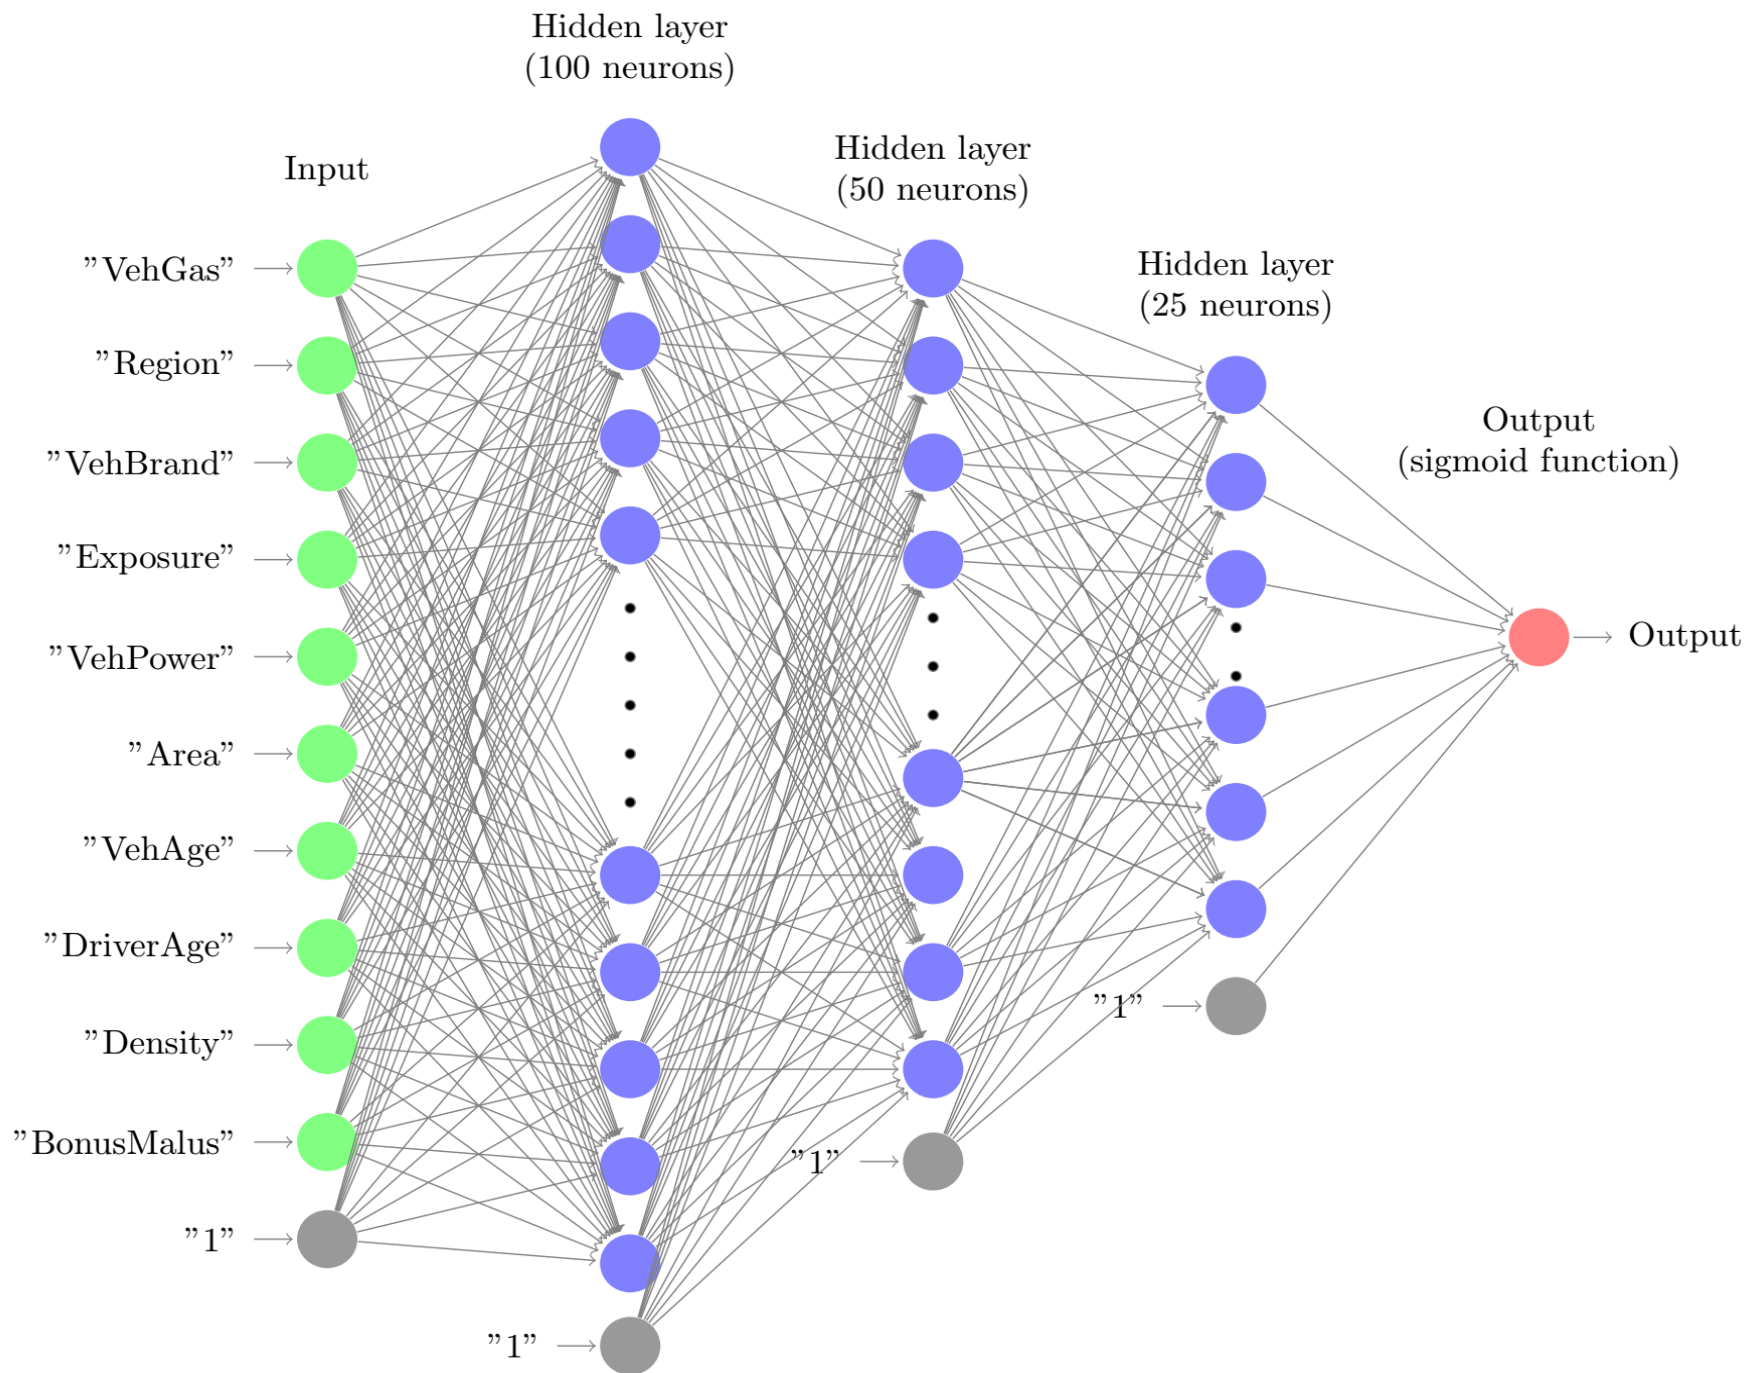 Hidden layer
(100 neurons)
Input
Hidden layer
(50 neurons)
Hidden layer
(25 neurons)
Output
(sigmoid function)
”VehGas”
”Region”
”VehBrand”
”Exposure”
”VehPower”
”Area”
”VehAge”
”DriverAge”
”Density”
”BonusMalus”
”1”
”1”
”1”
”1”
Output